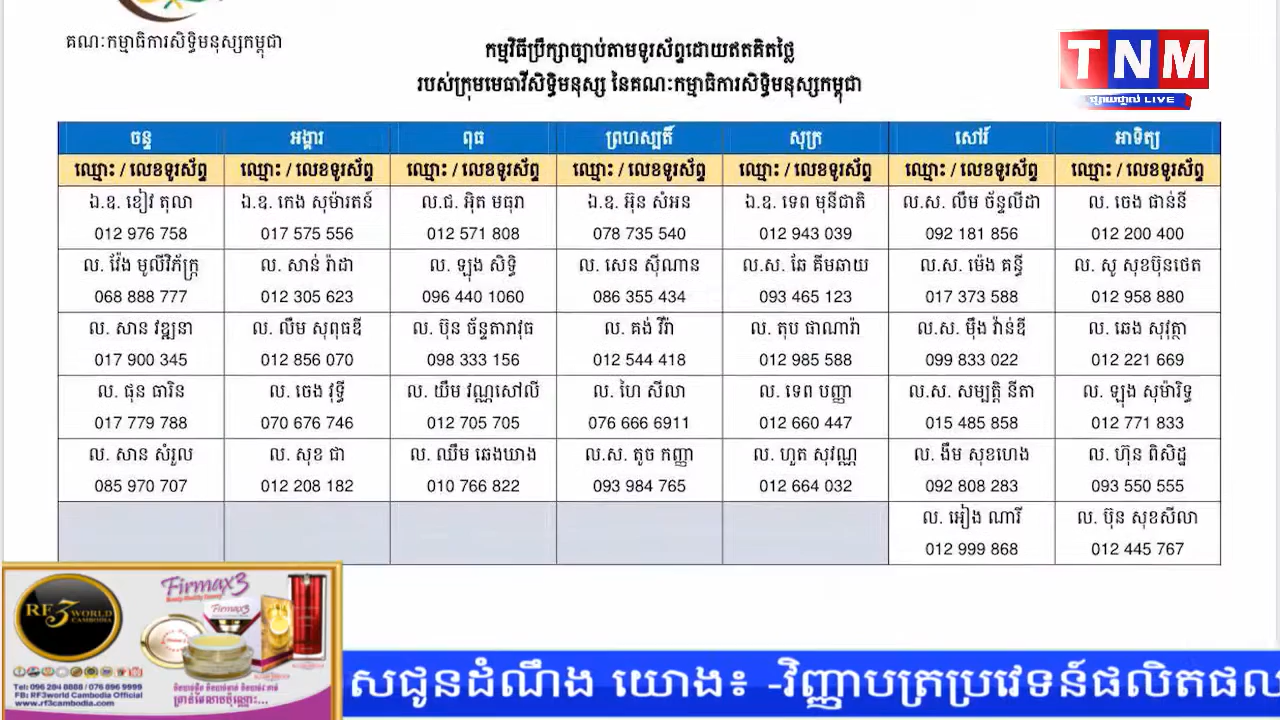 គណៈកម្មាធិការសិទ្ធិមនុស្សកម្ពុជា
កម្មវិធីប្រឹក្សាច្បាប់តាមទូរស័ព្ទដោយឥតគិតថ្លៃ
របស់ក្រុមមេធាវីសិទ្ធិមនុស្ស នៃគណៈកម្មាធិការសិទ្ធិមនុស្សកម្ពុជា
TNM
ផ្សាយផ្ទាល់ LIVE
ចន្ទ អង្គារ ពុធ ព្រហស្បតិ៍ សុក្រ សៅរ៍ អាទិត្យ
ឈ្មោះ / លេខទូរស័ព្ទ ឈ្មោះ / លេខទូរស័ព្ទ ឈ្មោះ / លេខទូរស័ព្ទ ឈ្មោះ / លេខទូរស័ព្ទ ឈ្មោះ / លេខទូរស័ព្ទ ឈ្មោះ / លេខទូរស័ព្ទ ឈ្មោះ / លេខទូរស័ព្ទ
ឯ.ឧ. ខៀវ តុលា ឯ.ឧ. កេង សុម៉ារតន៍ ល.ជ. អ៊ិត មធុរា ឯ.ឧ. អ៊ុន សំអន ឯ.ឧ. ទេព មុនីជាតិ ល.ស. លឹម ច័ន្ទលីដា ល. ចេង ផាន់នី
012 976 758 017 575 556 012 571 808 078 735 540 012 943 039 092 181 856 012 200 400
ល. វ៉ែង មូលីវីភ័ក្ត្រ ល. សាន់ រ៉ាដា ល. ឡុង សិទ្ធិ ល. សេន ស៊ីណាន ល.ស. ឆែ គីមឆាយ ល.ស. ម៉េង គន្ធី ល. សូ សុខប៊ុនថេត
068 888 777 012 305 623 096 440 1060 086 355 434 093 465 123 017 373 588 012 958 880
ល. សាន វឌ្ឍនា ល. លឹម សុពុធឌី ល. ប៊ុន ច័ន្ទតារាវុធ ល. គង់ វីរ៉ា ល. តុប ផាណារ៉ា ល.ស. ម៉ឹង វ៉ាន់ឌី ល. ឆេង សុវុត្ថា
017 900 345 012 856 070 098 333 156 012 544 418 012 985 588 099 833 022 012 221 669
ល. ផុន ធារិន ល. ចេង វុទ្ធី ល. ឃឹម វណ្ណសៅលី ល. ហៃ សីលា ល. ទេព បញ្ញា ល.ស. សម្បត្តិ នីតា ល. ឡុង សុម៉ារិទ្ធ
017 779 788 070 676 746 012 705 705 076 666 6911 012 660 447 015 485 858 012 771 833
ល. សាន សំរួល ល. សុខ ជា ល. ឈឹម ឆេងឃាង ល.ស. តូច កញ្ញា ល. ហួត សុវណ្ណ ល. ងឹម សុខហេង ល. ហ៊ុន ពិសិដ្ឋ
085 970 707 012 208 182 010 766 822 093 984 765 012 664 032 092 808 283 093 550 555
ល. អៀង ណារី ល. ប៊ុន សុខសីលា
012 999 868 012 445 767
RF3 WORLD
CAMBODIA
Firmax3
Firmax3
Tel: 096 294 8888 / 076 896 9999
FB: RF3world Cambodia Official
www.rf3cambodia.com
សជូនដំណឹង យោង៖ -វិញ្ញាបត្រប្រវេទន៍ផលិតផល